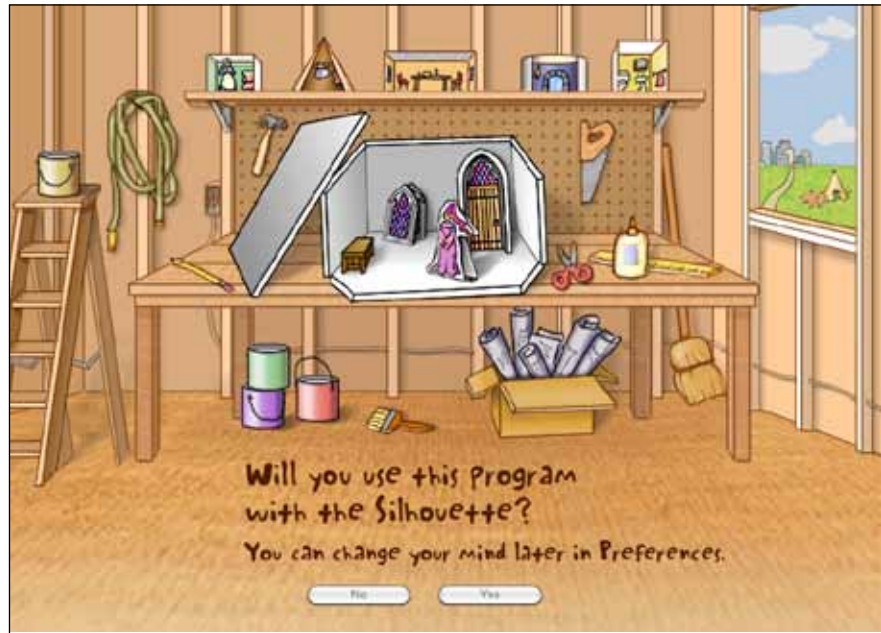 Will you use this program
with the Silhouette?
You can change your mind later in Preferences.
No
Yes